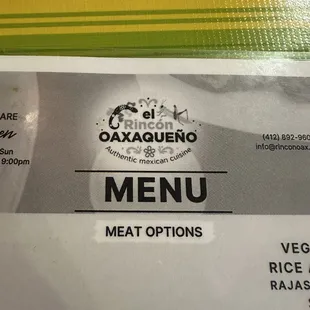 ARE
el
Rincón
OAXAQUEÑO
Authentic mexican cuisine
(412) 892-960
info@rinconoax.
Sun
9:00pm
MENU
MEAT OPTIONS
VEG
RICE
RAJAS